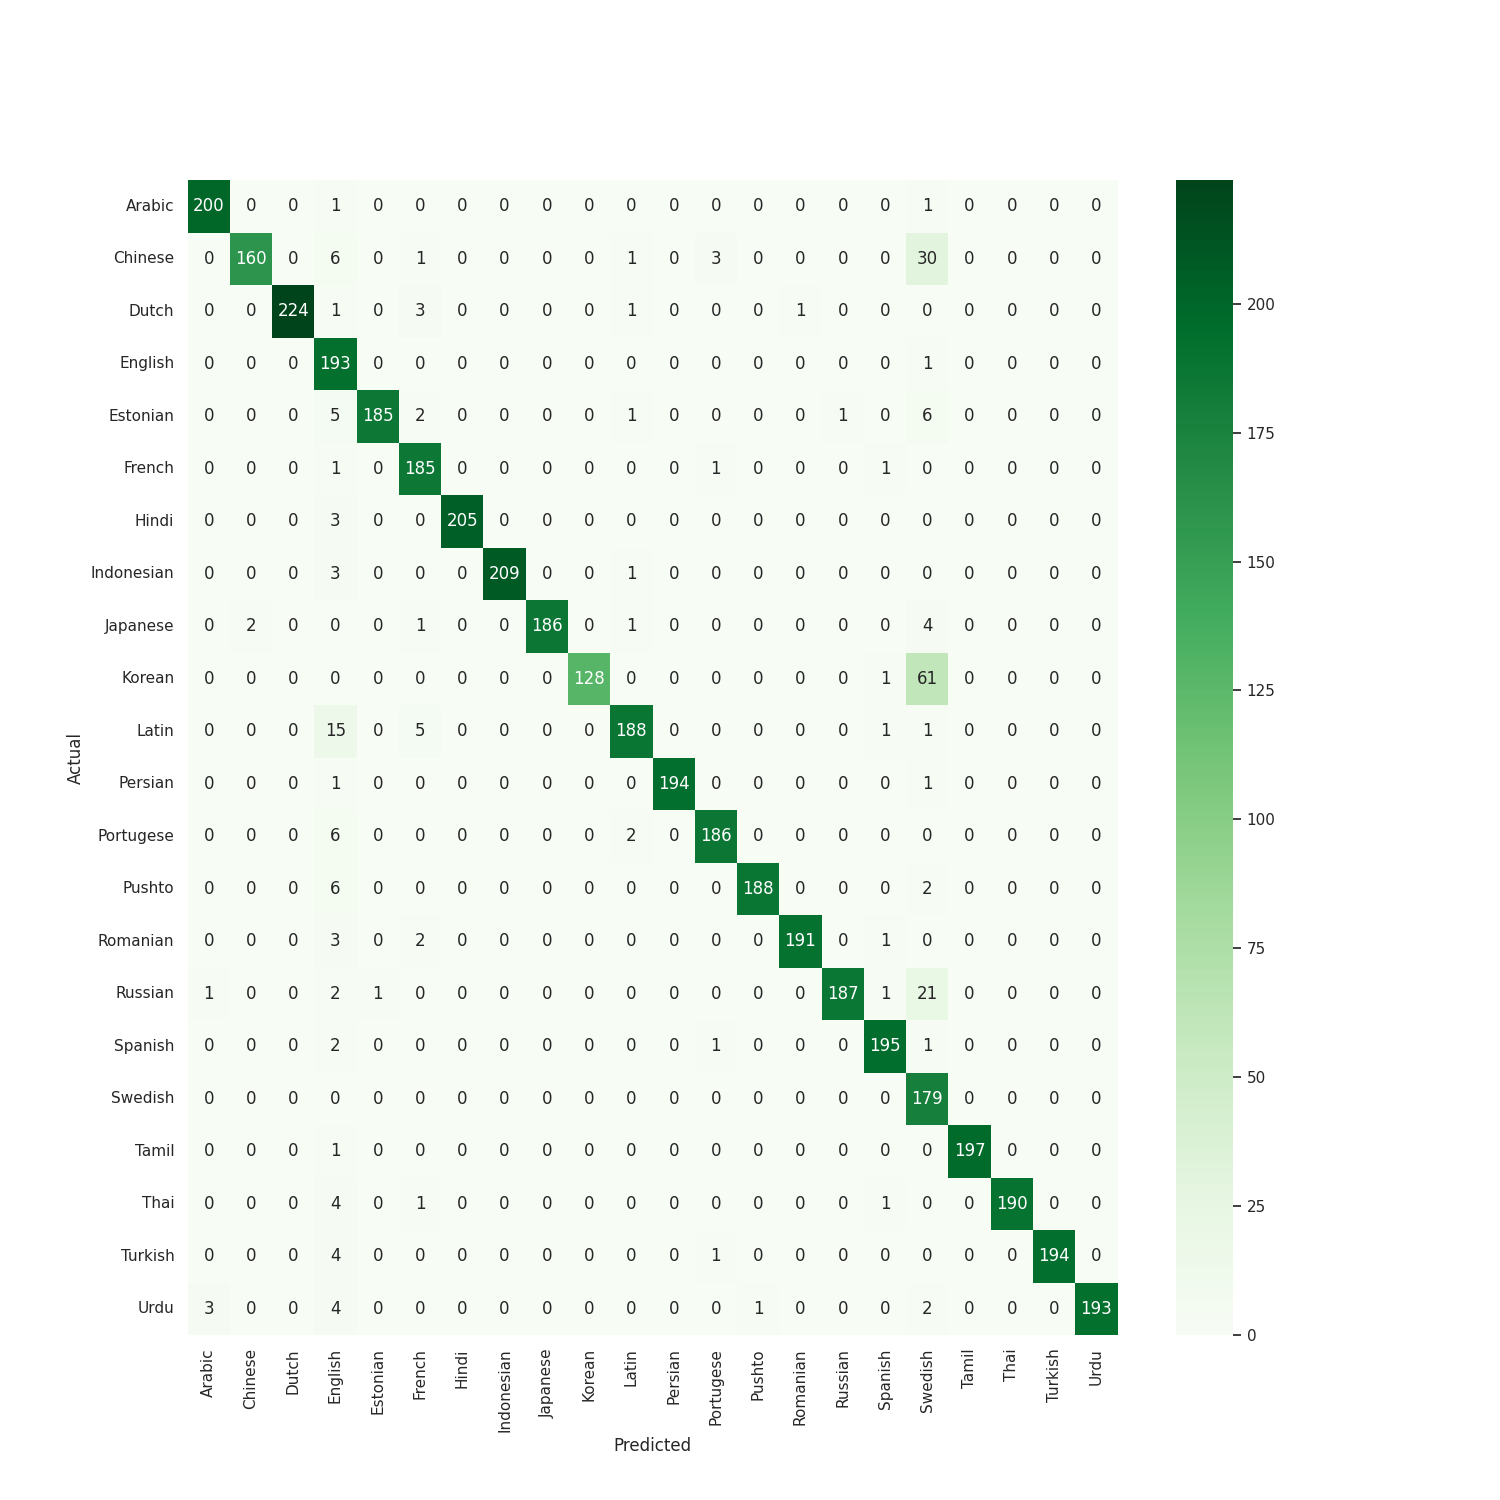 Arabic 200 0 0 1 0 0 0 0 0 0 0 0 0 0 0 0 0 1 0 0 0 0
Chinese 0 160 0 6 0 1 0 0 0 0 1 0 3 0 0 0 0 30 0 0 0 0
Dutch 0 0 224 1 0 3 0 0 0 0 1 0 0 0 1 0 0 0 0 0 0 0
English 0 0 0 193 0 0 0 0 0 0 0 0 0 0 0 0 0 1 0 0 0 0
Estonian 0 0 0 5 185 2 0 0 0 0 1 0 0 0 0 1 0 6 0 0 0 0
French 0 0 0 1 0 185 0 0 0 0 0 0 1 0 0 0 1 0 0 0 0 0
Hindi 0 0 0 3 0 0 205 0 0 0 0 0 0 0 0 0 0 0 0 0 0 0
Indonesian 0 0 0 3 0 0 0 209 0 0 1 0 0 0 0 0 0 0 0 0 0 0
Japanese 0 2 0 0 0 1 0 0 186 0 1 0 0 0 0 0 0 4 0 0 0 0
Korean 0 0 0 0 0 0 0 0 0 128 0 0 0 0 0 0 1 61 0 0 0 0
Latin 0 0 0 15 0 5 0 0 0 0 188 0 0 0 0 0 1 1 0 0 0 0
Persian 0 0 0 1 0 0 0 0 0 0 0 194 0 0 0 0 0 1 0 0 0 0
Portugese 0 0 0 6 0 0 0 0 0 0 2 0 186 0 0 0 0 0 0 0 0 0
Pushto 0 0 0 6 0 0 0 0 0 0 0 0 0 188 0 0 0 2 0 0 0 0
Romanian 0 0 0 3 0 2 0 0 0 0 0 0 0 0 191 0 1 0 0 0 0 0
Russian 1 0 0 2 1 0 0 0 0 0 0 0 0 0 0 187 1 21 0 0 0 0
Spanish 0 0 0 2 0 0 0 0 0 0 0 0 1 0 0 0 195 1 0 0 0 0
Swedish 0 0 0 0 0 0 0 0 0 0 0 0 0 0 0 0 0 179 0 0 0 0
Tamil 0 0 0 1 0 0 0 0 0 0 0 0 0 0 0 0 0 0 197 0 0 0
Thai 0 0 0 4 0 1 0 0 0 0 0 0 0 0 0 0 1 0 0 190 0 0
Turkish 0 0 0 4 0 0 0 0 0 0 0 0 1 0 0 0 0 0 0 0 194 0
Urdu 3 0 0 4 0 0 0 0 0 0 0 0 0 1 0 0 0 2 0 0 0 193
Arabic Chinese Dutch English Estonian French Hindi Indonesian Japanese Korean Latin Persian Portugese Pushto Romanian Russian Spanish Swedish Tamil Thai Turkish Urdu
Predicted
Actual
200
175
150
125
100
75
50
25
0